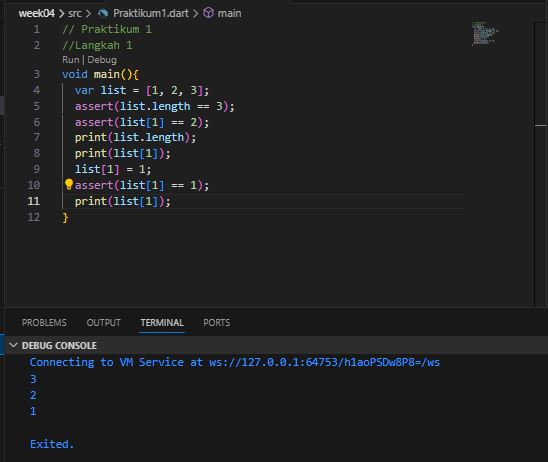 week04 > src > Praktikum1.dart > main
1 // Praktikum 1
2 //Langkah 1
Run | Debug
3 void main(){
4 var list = [1, 2, 3];
5 assert(list.length == 3);
6 assert(list[1] == 2);
7 print(list.length);
8 print(list[1]);
9 list[1] = 1;
10 assert(list[1] == 1);
11 print(list[1]);
12 }
PROBLEMS OUTPUT TERMINAL PORTS
DEBUG CONSOLE
Connecting to VM Service at ws://127.0.0.1:64753/h1aoPSDw8P8=/ws
3
2
1
Exited.